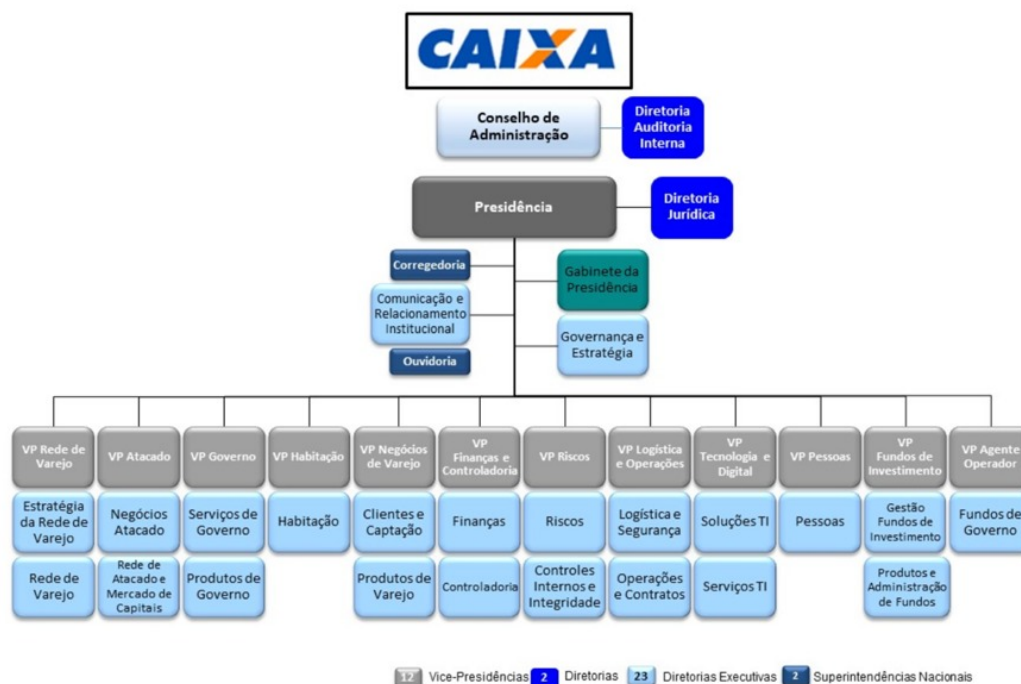 CAIXA
Conselho de
Administração
Diretoria
Auditoria
Interna
Presidência
Diretoria
Jurídica
Corregedoria
Gabinete da
Presidência
Comunicação e
Relacionamento
Institucional
Governança e
Estratégia
Ouvidoria
VP Rede de
Varejo
VP Atacado
VP Governo
VP Habitação
VP Negócios
de Varejo
VP
Finanças e
Controladoria
VP Riscos
VP Logística
e Operações
VP
Tecnologia e
Digital
VP Pessoas
VP
Fundos de
Investimento
VP Agente
Operador
Estratégia
da Rede de
Varejo
Negócios
Atacado
Serviços de
Governo
Habitação
Clientes e
Captação
Finanças
Riscos
Logística e
Segurança
Soluções TI
Pessoas
Gestão
Fundos de
Investimento
Fundos de
Governo
Rede de
Varejo
Rede de
Atacado e
Mercado de
Capitais
Produtos de
Governo
Produtos de
Varejo
Controladoria
Controles
Internos e
Integridade
Operações
e Contratos
Serviços TI
Produtos e
Administração
de Fundos
12 Vice-Presidências 2 Diretorias 23 Diretorias Executivas 2 Superintendências Nacionais